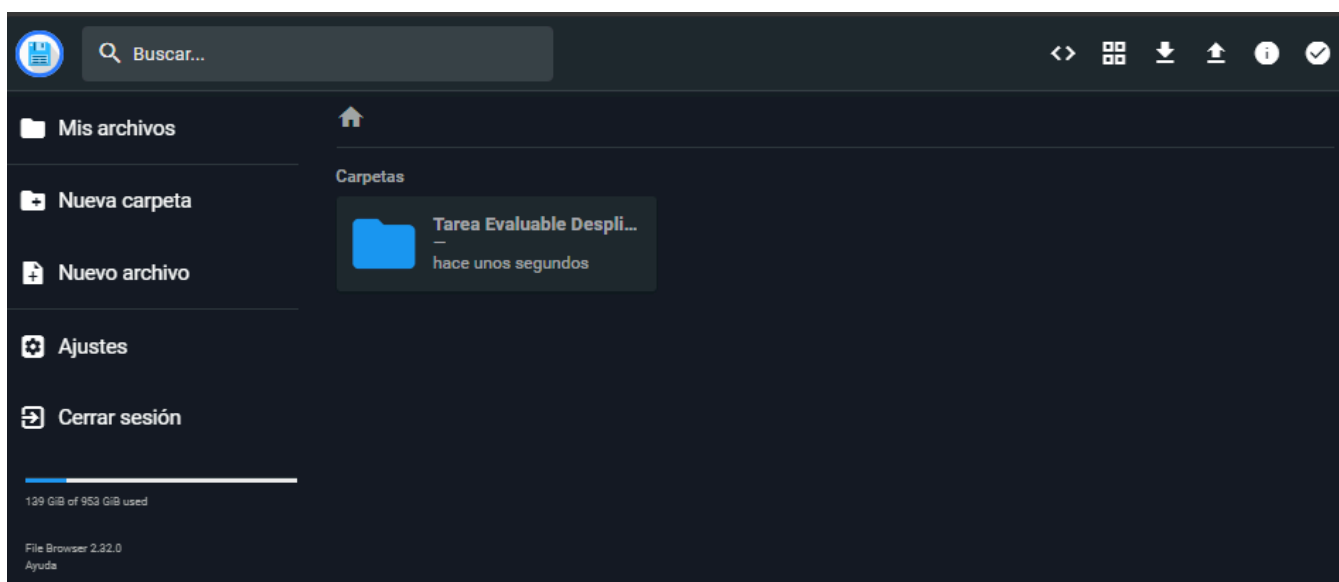 Buscar...
Mis archivos
Nueva carpeta
Nuevo archivo
Ajustes
Cerrar sesión
139 GiB of 953 GiB used
File Browser 2.32.0
Ayuda
Carpetas
Tarea Evaluable Despli...
—
hace unos segundos